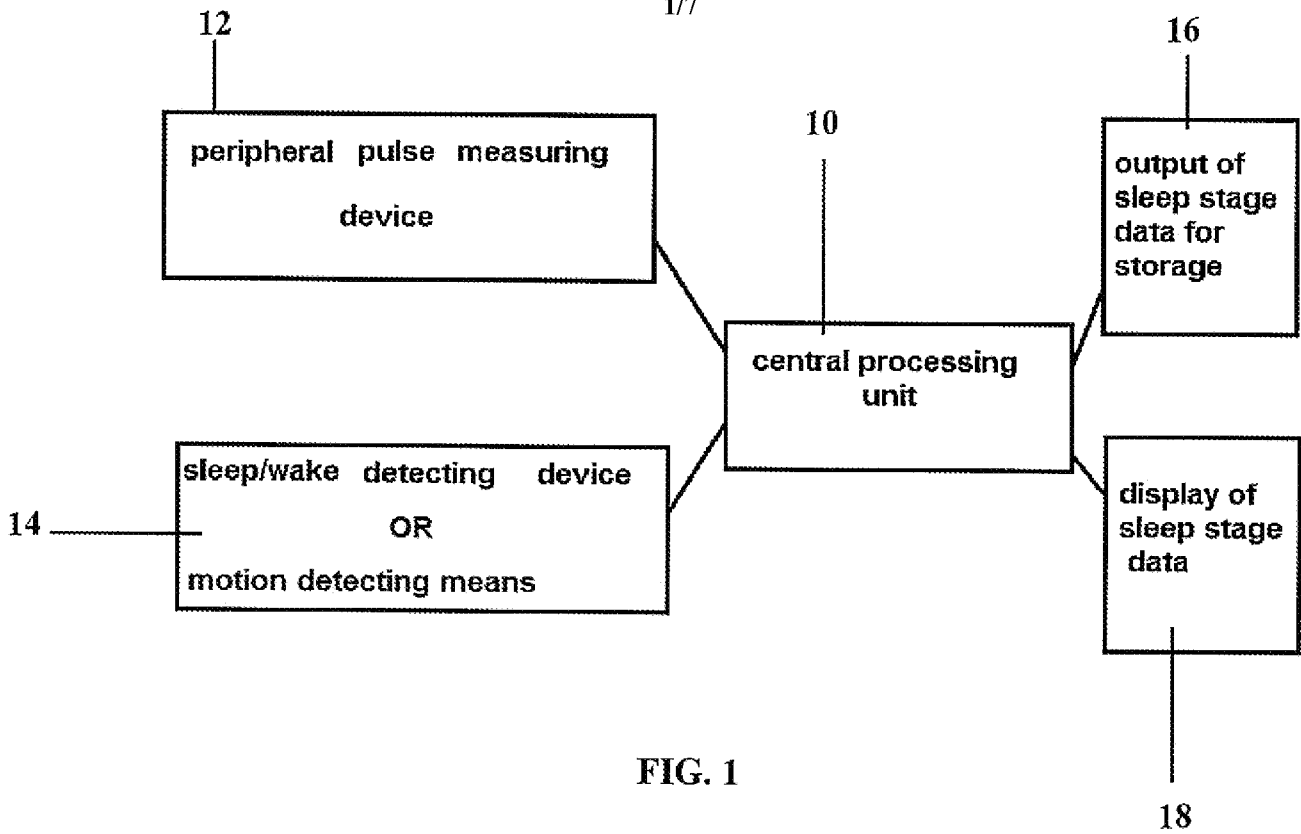 1/7
12
16
10
peripheral pulse measuring
device
output of
sleep stage
data for
storage
central processing
unit
sleep/wake detecting device
OR
motion detecting means
14
display of
sleep stage
data
FIG. 1
18